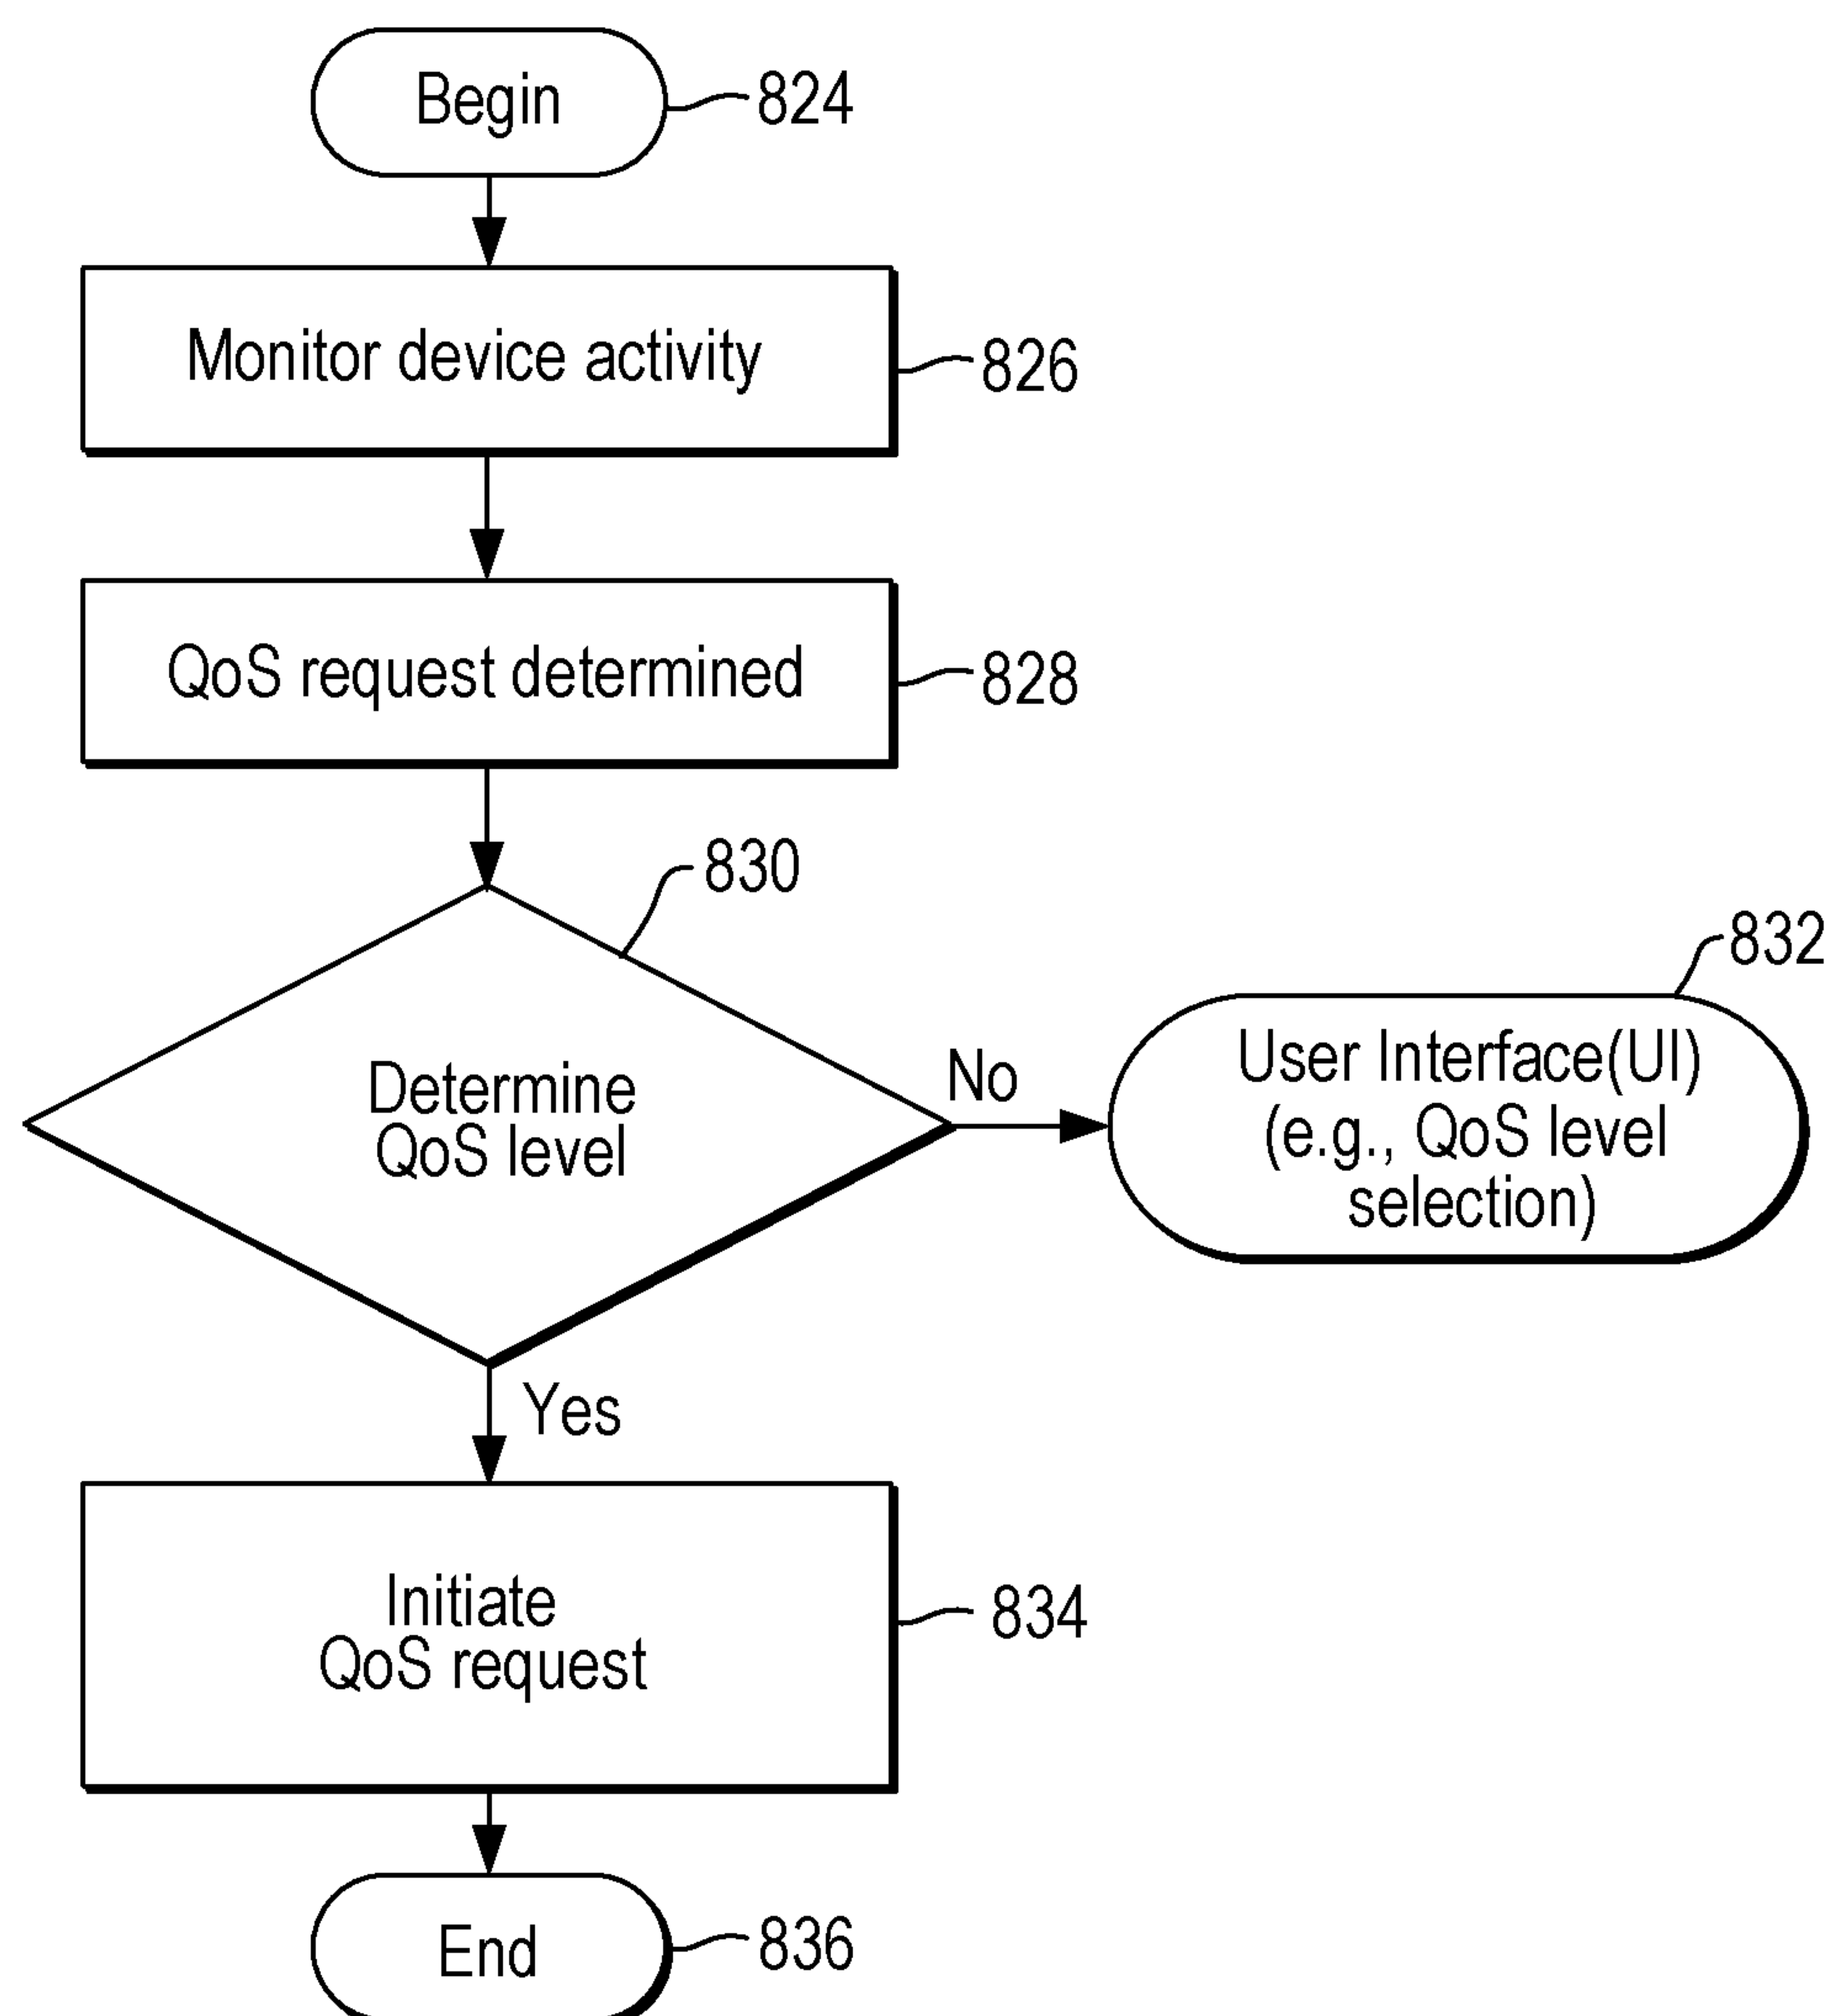 Begin
824
Monitor device activity
826
QoS request determined
828
830
Determine
QoS level
No
832
User Interface(UI)
(e.g., QoS level
selection)
Yes
Initiate
QoS request
834
End
836